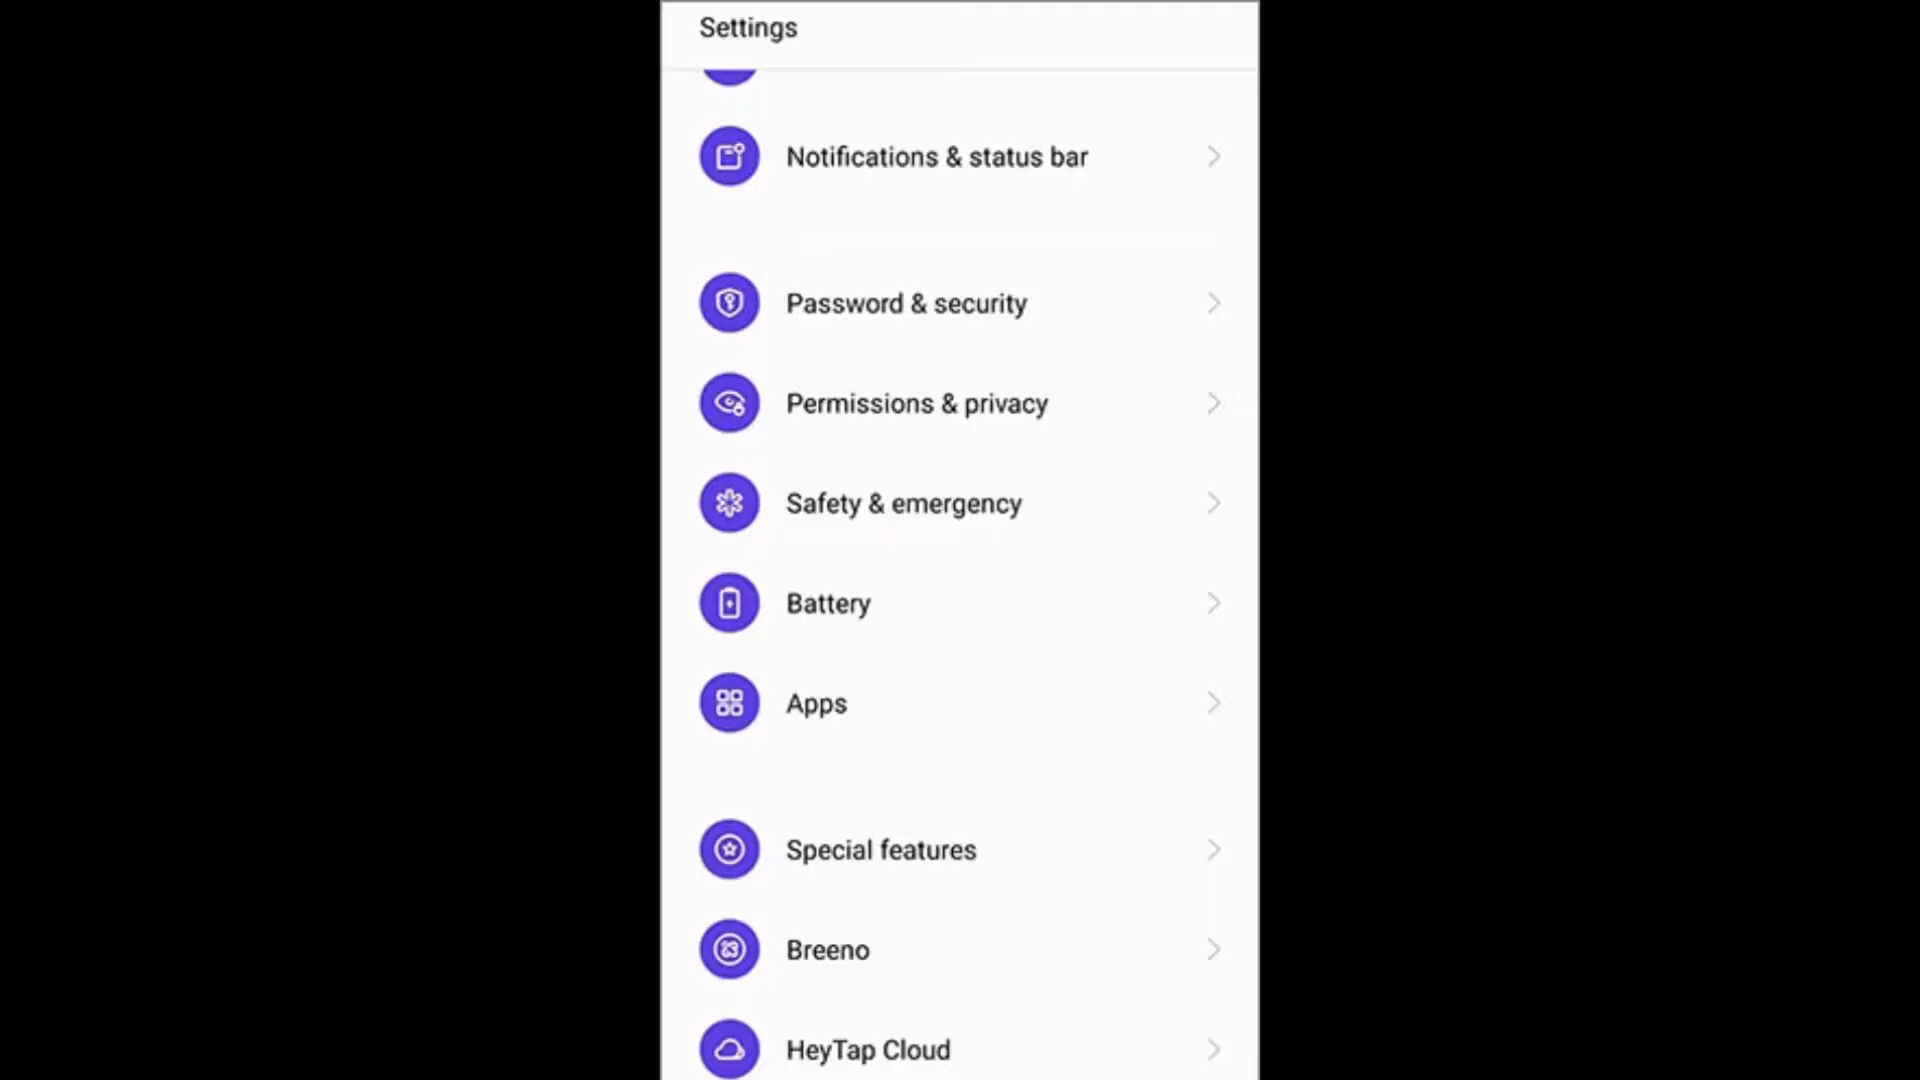 Settings
Notifications & status bar
Password & security
Permissions & privacy
Safety & emergency
Battery
Apps
Special features
Breeno
HeyTap Cloud